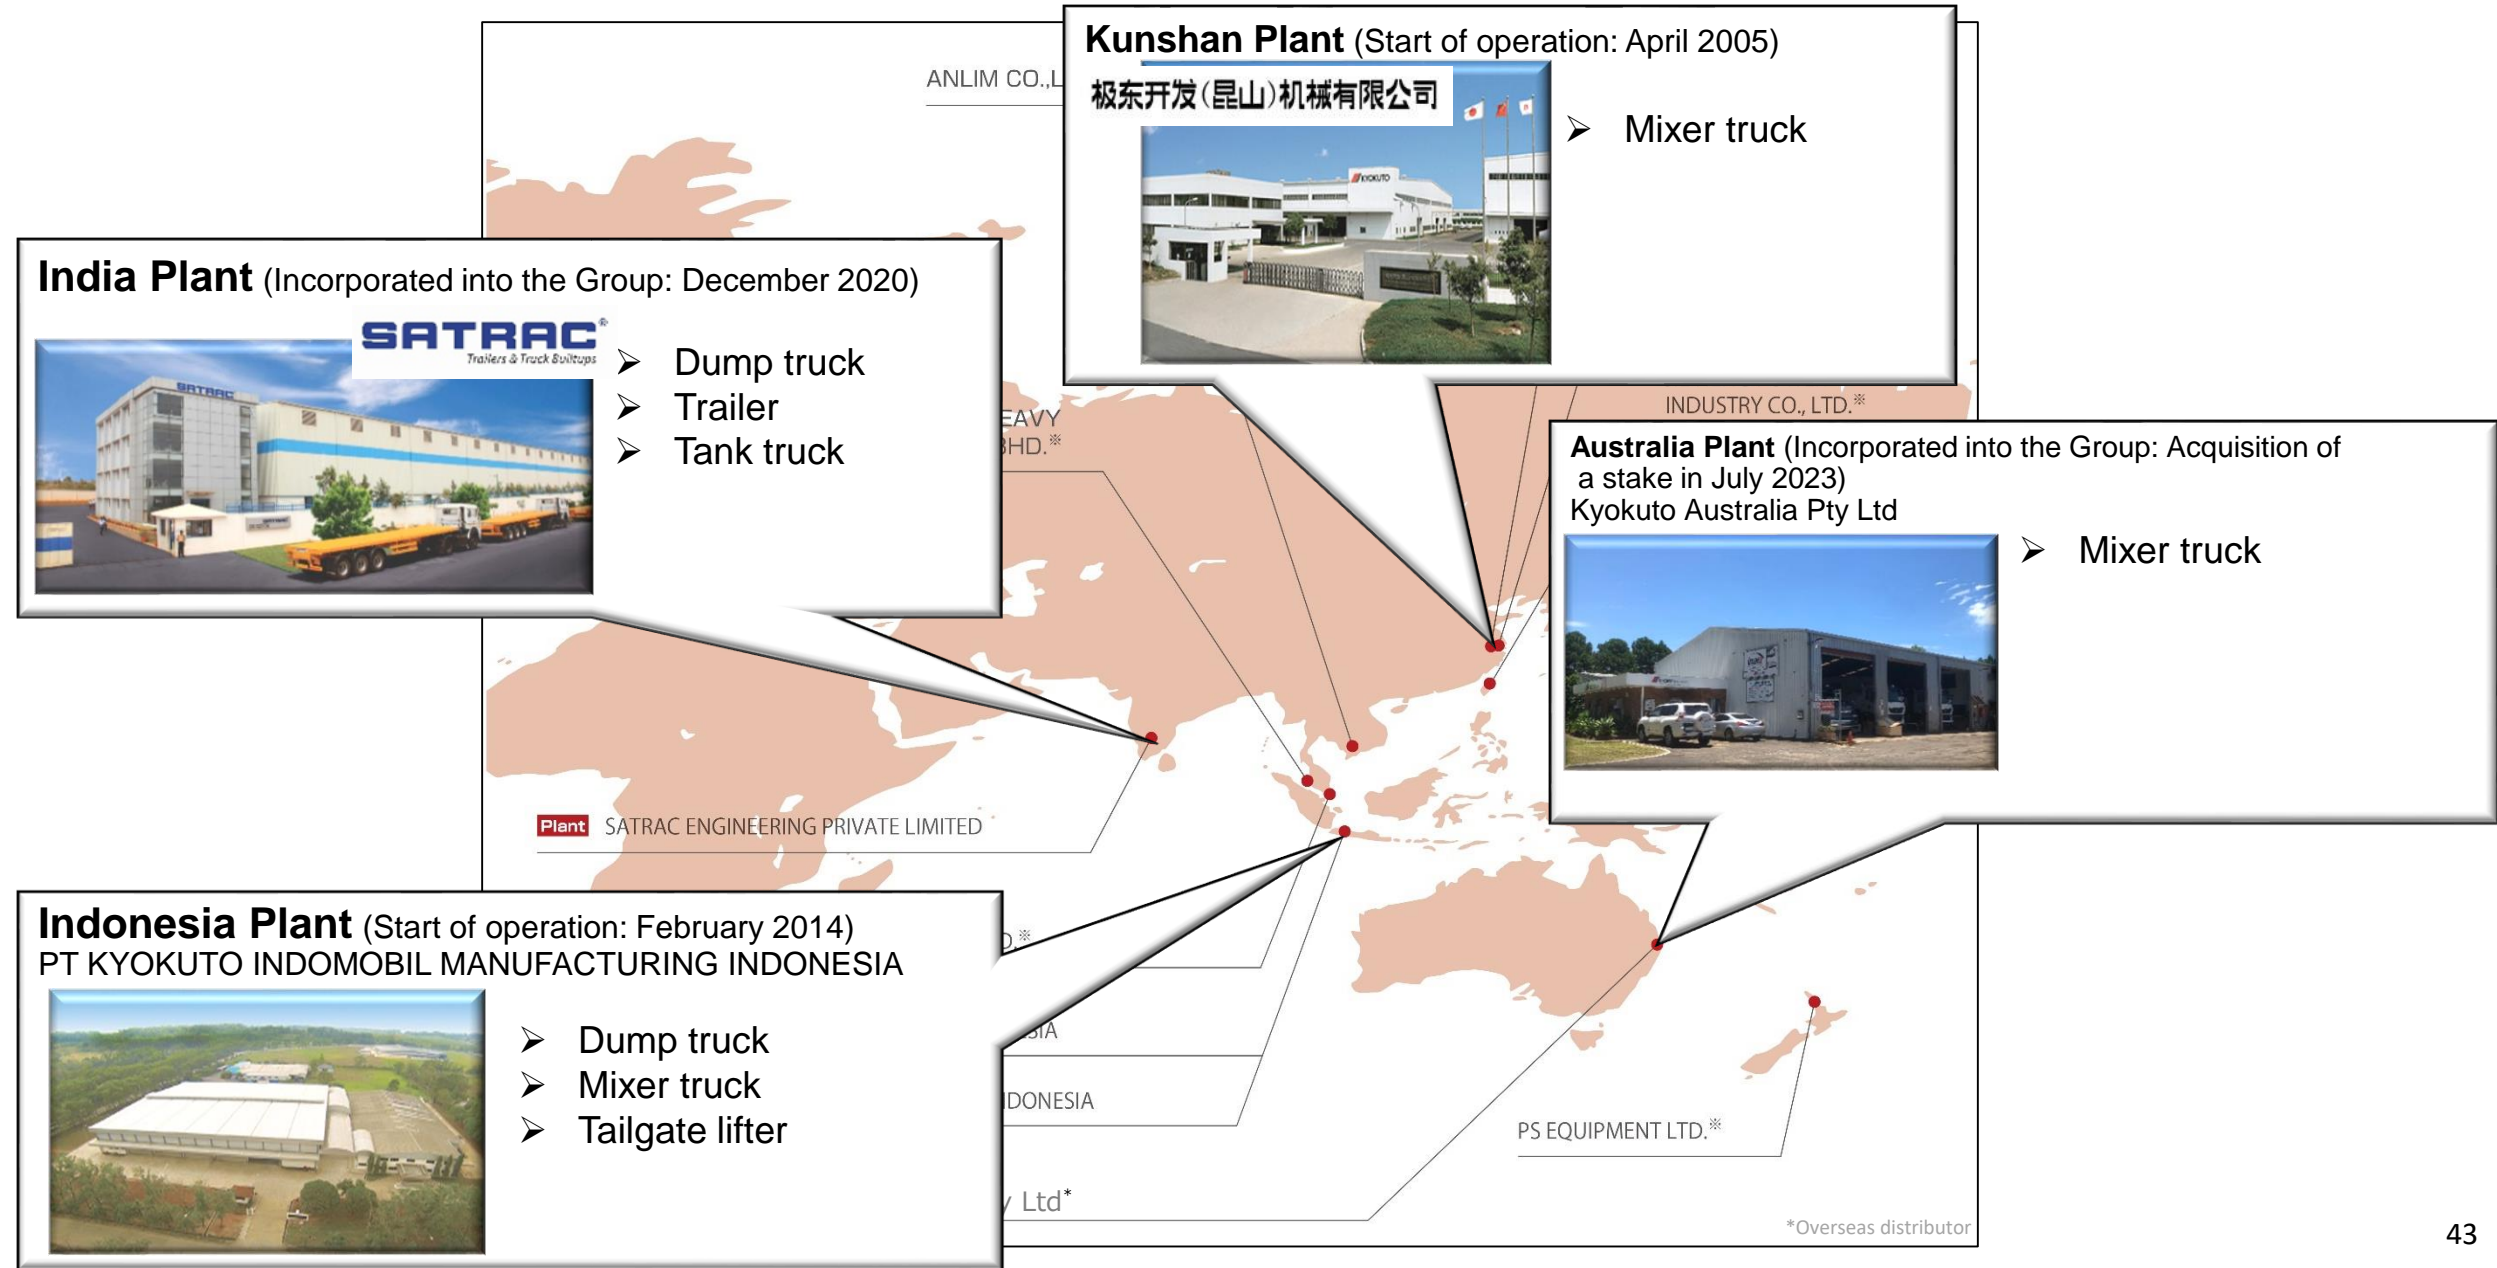 ANLIM CO.,L
Kunshan Plant (Start of operation: April 2005)
极东开发(昆山)机械有限公司
KYOKUTO
➢ Mixer truck
India Plant (Incorporated into the Group: December 2020)
SATRAC®
Trailers & Truck Builtups
SATRAC
➢ Dump truck
➢ Trailer
➢ Tank truck
EAVY
BHD.※
INDUSTRY CO., LTD.※
Australia Plant (Incorporated into the Group: Acquisition of
a stake in July 2023)
Kyokuto Australia Pty Ltd
➢ Mixer truck
Plant SATRAC ENGINEERING PRIVATE LIMITED
Indonesia Plant (Start of operation: February 2014)
PT KYOKUTO INDOMOBIL MANUFACTURING INDONESIA
➢ Dump truck
➢ Mixer truck
➢ Tailgate lifter
D.※
SIA
DONESIA
PS EQUIPMENT LTD.※
y Ltd*
*Overseas distributor
43